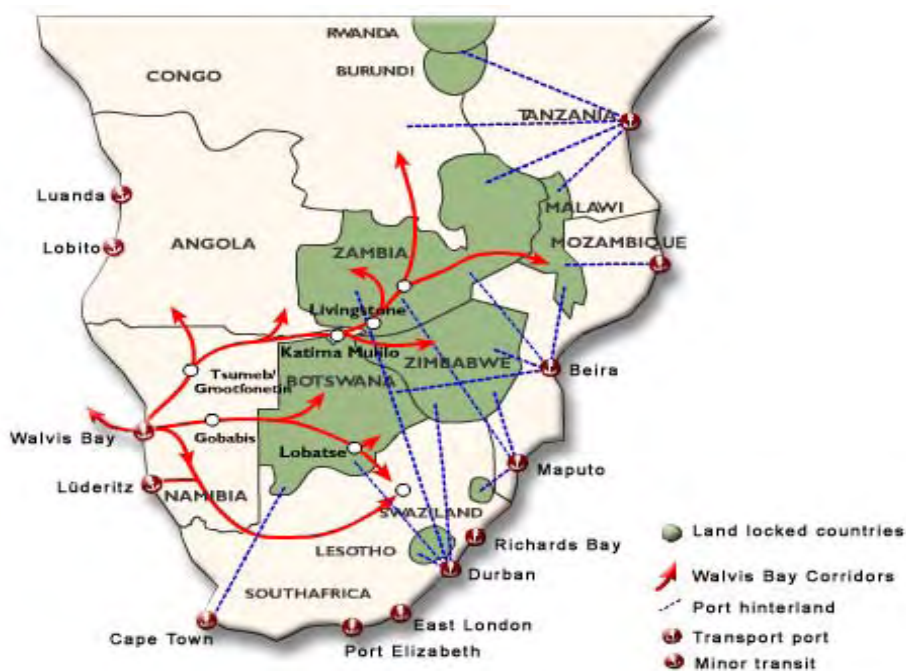 RWANDA
BURUNDI
CONGO
TANZANIA
Luanda
MALAWI
ANGOLA
MOZAMBIQUE
Lobito
ZAMBIA
Livingstone
Katima Mulilo
ZIMBABWE
Beira
Tsumeb/
Grootfonetin
BOTSWANA
Walvis Bay
Gobabis
Lobatse
Maputo
Lüderitz
NAMIBIA
SWAZILAND
LESOTHO
Richards Bay
Durban
SOUTHAFRICA
East London
Cape Town
Port Elizabeth
Land locked countries
Walvis Bay Corridors
Port hinterland
Transport port
Minor transit